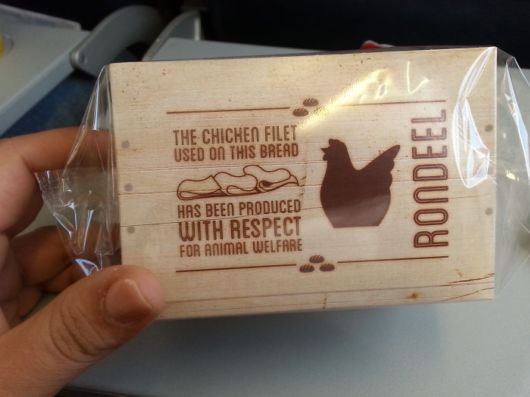 THE CHICKEN FILET
USED ON THIS BREAD
HAS BEEN PRODUCED
WITH RESPECT
FOR ANIMAL WELFARE
RONDEEL